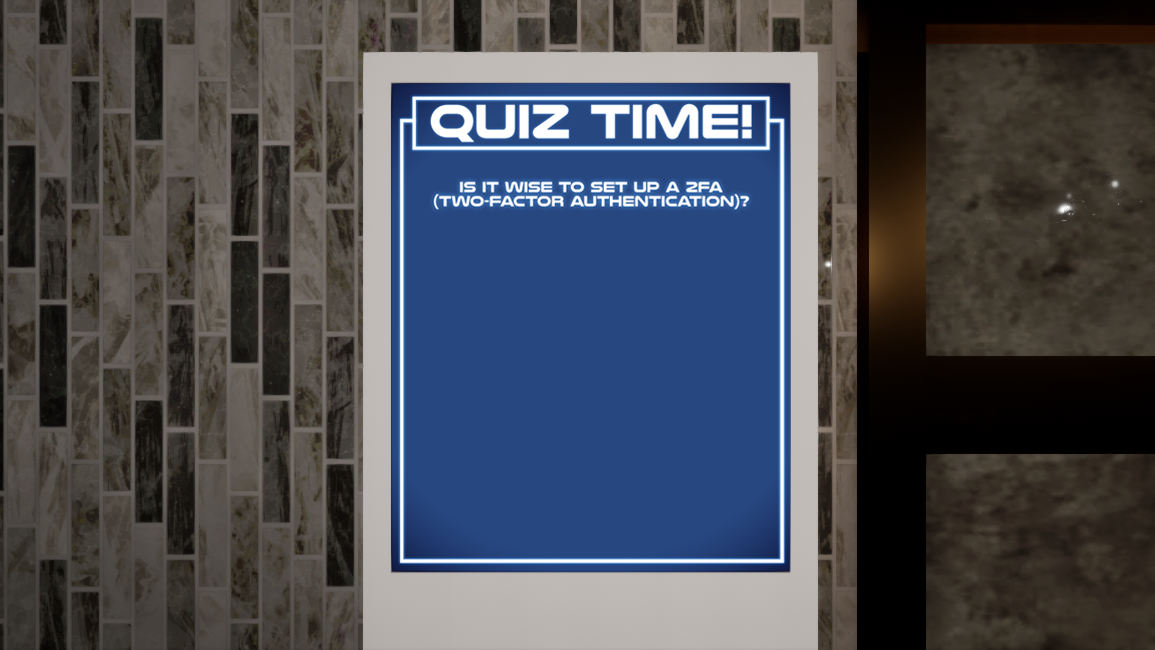 QUIZ TIME!
IS IT WISE TO SET UP A 2FA
(TWO-FACTOR AUTHENTICATION)?